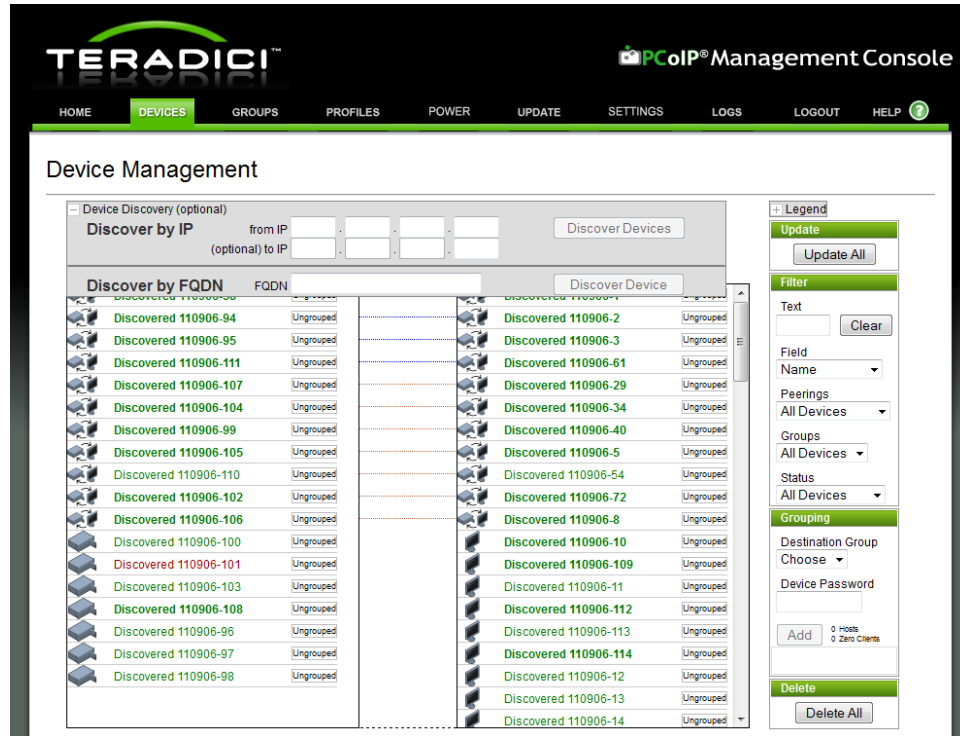 TERADICI™
PCoIP® Management Console
HOME DEVICES GROUPS PROFILES POWER UPDATE SETTINGS LOGS LOGOUT HELP ?
Device Management
Device Discovery (optional)
Discover by IP from IP . . . Discover Devices
(optional) to IP . . .
Discover by FQDN FQDN Discover Device
Discovered 110906-94 Ungrouped Discovered 110906-2 Ungrouped
Discovered 110906-95 Ungrouped Discovered 110906-3 Ungrouped
Discovered 110906-111 Ungrouped Discovered 110906-61 Ungrouped
Discovered 110906-107 Ungrouped Discovered 110906-29 Ungrouped
Discovered 110906-104 Ungrouped Discovered 110906-34 Ungrouped
Discovered 110906-99 Ungrouped Discovered 110906-40 Ungrouped
Discovered 110906-105 Ungrouped Discovered 110906-5 Ungrouped
Discovered 110906-110 Ungrouped Discovered 110906-54 Ungrouped
Discovered 110906-102 Ungrouped Discovered 110906-72 Ungrouped
Discovered 110906-106 Ungrouped Discovered 110906-8 Ungrouped
Discovered 110906-100 Ungrouped Discovered 110906-10 Ungrouped
Discovered 110906-101 Ungrouped Discovered 110906-109 Ungrouped
Discovered 110906-103 Ungrouped Discovered 110906-11 Ungrouped
Discovered 110906-108 Ungrouped Discovered 110906-112 Ungrouped
Discovered 110906-96 Ungrouped Discovered 110906-113 Ungrouped
Discovered 110906-97 Ungrouped Discovered 110906-114 Ungrouped
Discovered 110906-98 Ungrouped Discovered 110906-12 Ungrouped
Discovered 110906-13 Ungrouped
Discovered 110906-14 Ungrouped
Legend
Update
Update All
Filter
Text
Clear
Field
Name
Peerings
All Devices
Groups
All Devices
Status
All Devices
Grouping
Destination Group
Choose
Device Password
Add 0 Hosts
0 Zero Clients
Delete
Delete All